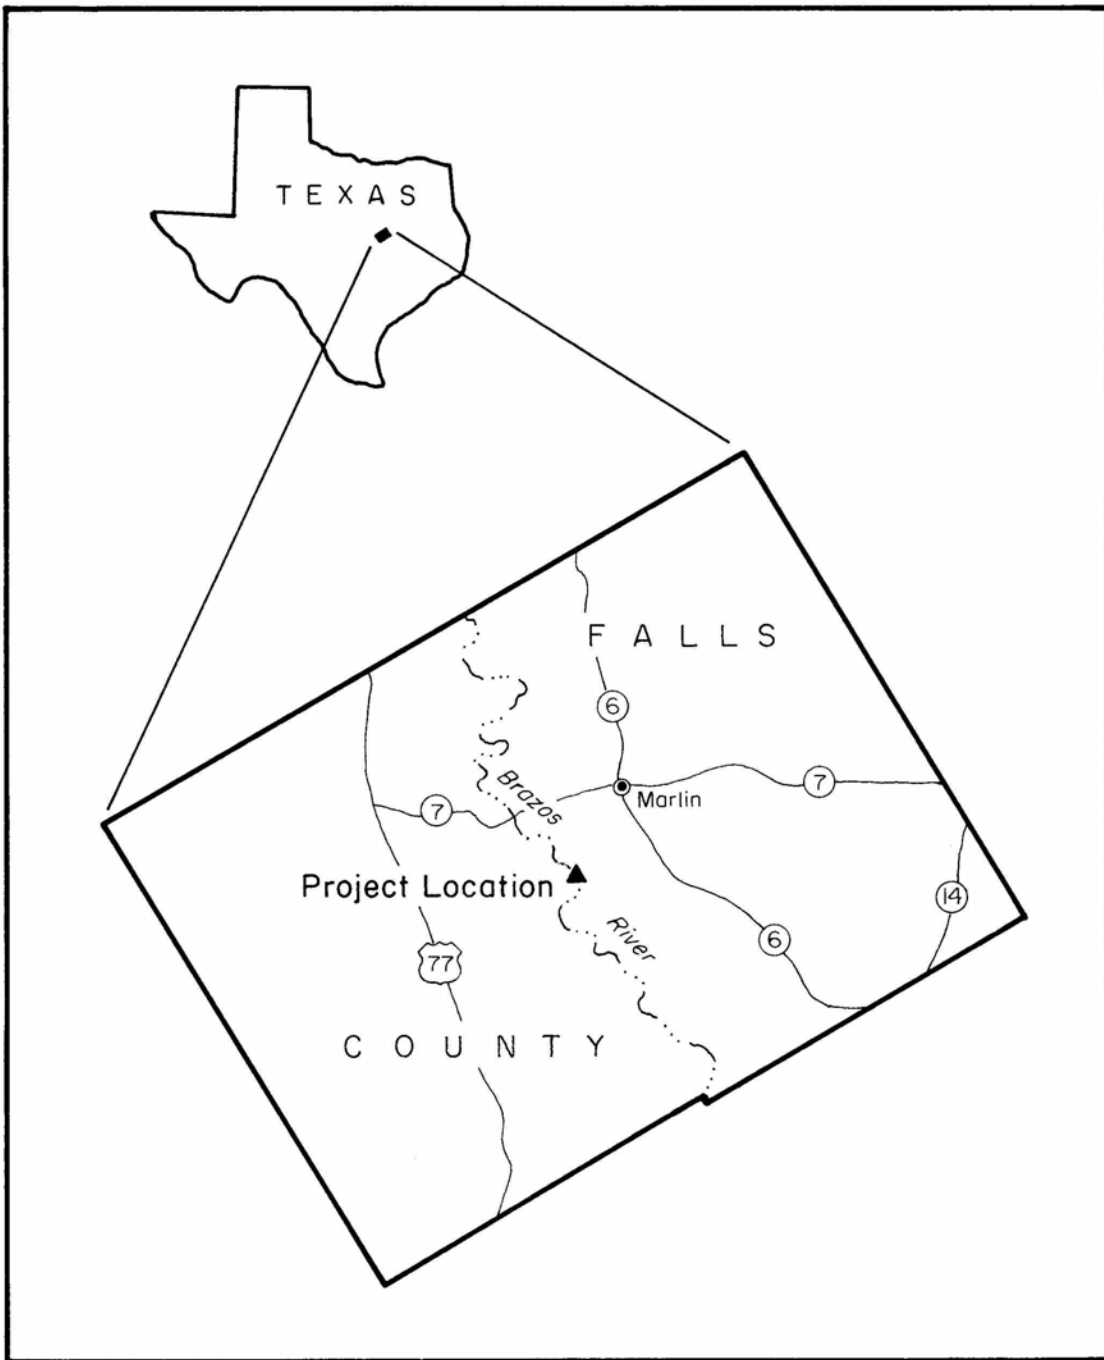 TEXAS
FALLS
6
Marlin
7
7
Brazos
Project Location
14
River
6
77
COUNTY